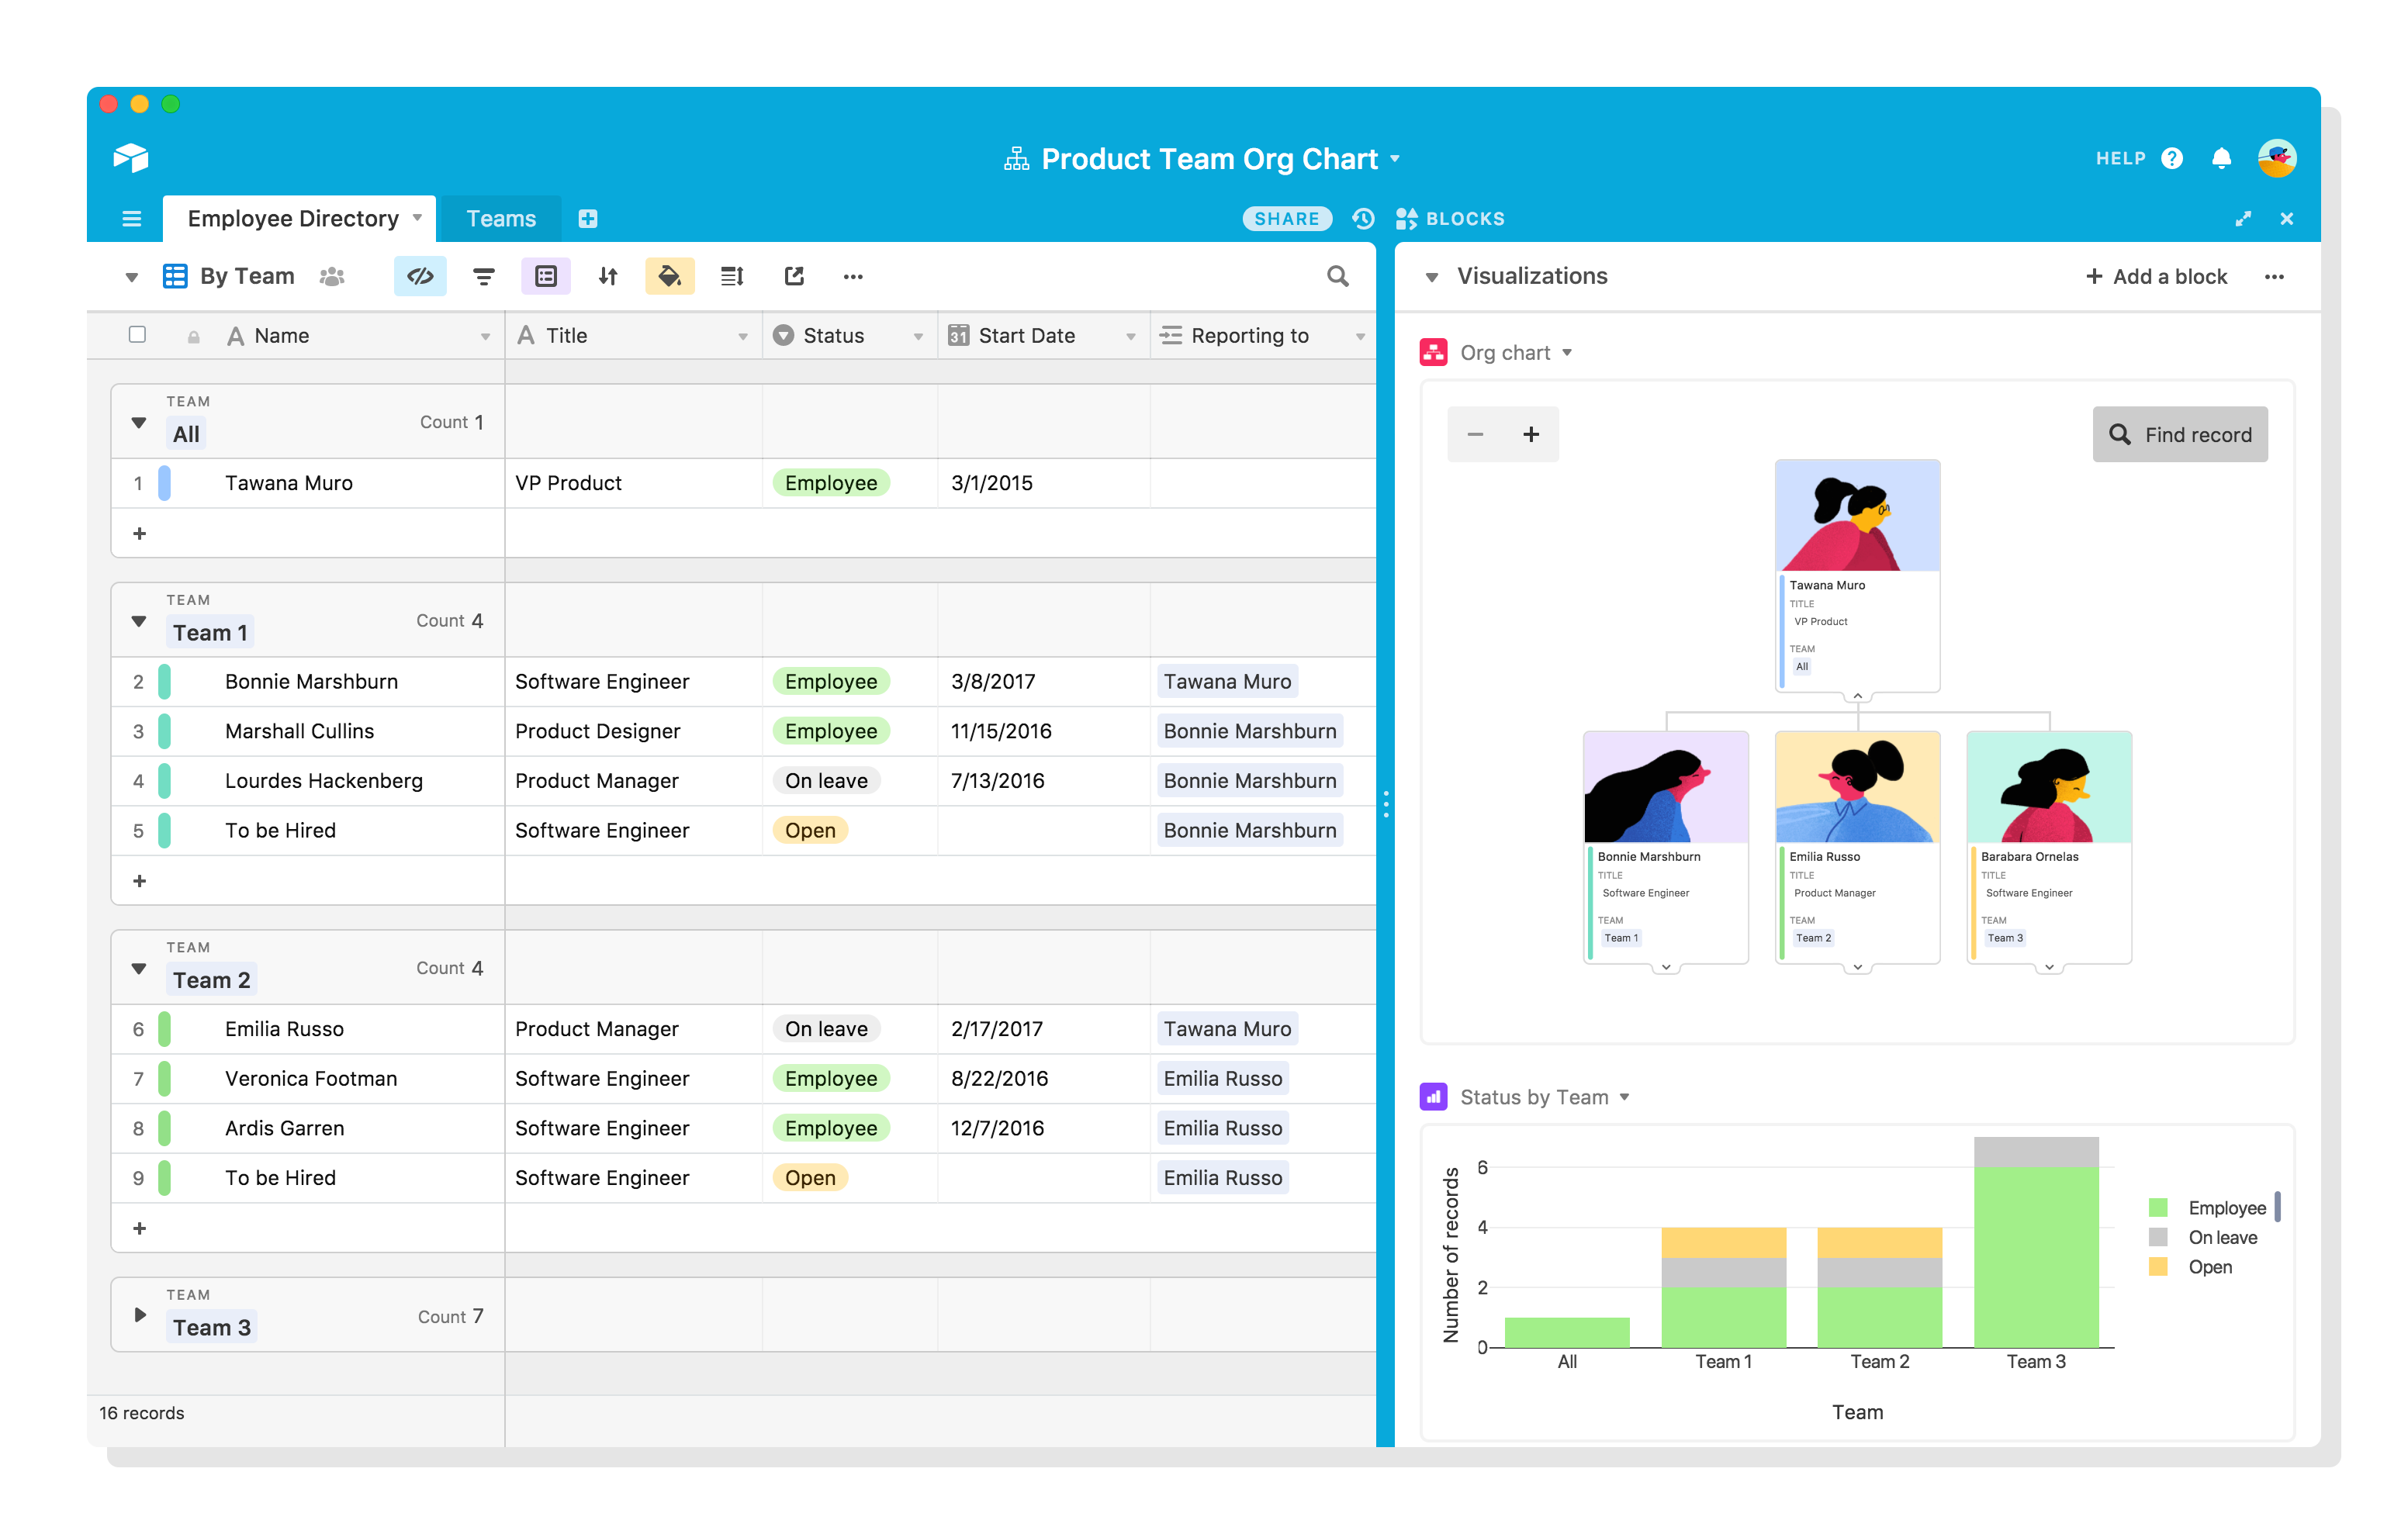 Product Team Org Chart
HELP
Employee Directory
Teams
SHARE
BLOCKS
By Team
Visualizations
Add a block
Name Title Status 31 Start Date Reporting to
TEAM
All
Count 1
1 Tawana Muro VP Product Employee 3/1/2015
TEAM
Team 1
Count 4
2 Bonnie Marshburn Software Engineer Employee 3/8/2017 Tawana Muro
3 Marshall Cullins Product Designer Employee 11/15/2016 Bonnie Marshburn
4 Lourdes Hackenberg Product Manager On leave 7/13/2016 Bonnie Marshburn
5 To be Hired Software Engineer Open Bonnie Marshburn
TEAM
Team 2
Count 4
6 Emilia Russo Product Manager On leave 2/17/2017 Tawana Muro
7 Veronica Footman Software Engineer Employee 8/22/2016 Emilia Russo
8 Ardis Garren Software Engineer Employee 12/7/2016 Emilia Russo
9 To be Hired Software Engineer Open Emilia Russo
TEAM
Team 3
Count 7
16 records
Org chart
Find record
Tawana Muro
TITLE
VP Product
TEAM
All
Bonnie Marshburn
TITLE
Software Engineer
TEAM
Team 1
Emilia Russo
TITLE
Product Manager
TEAM
Team 2
Barabara Ornelas
TITLE
Software Engineer
TEAM
Team 3
Status by Team
Number of records
6
4
2
0
All Team 1 Team 2 Team 3
Team
Employee
On leave
Open